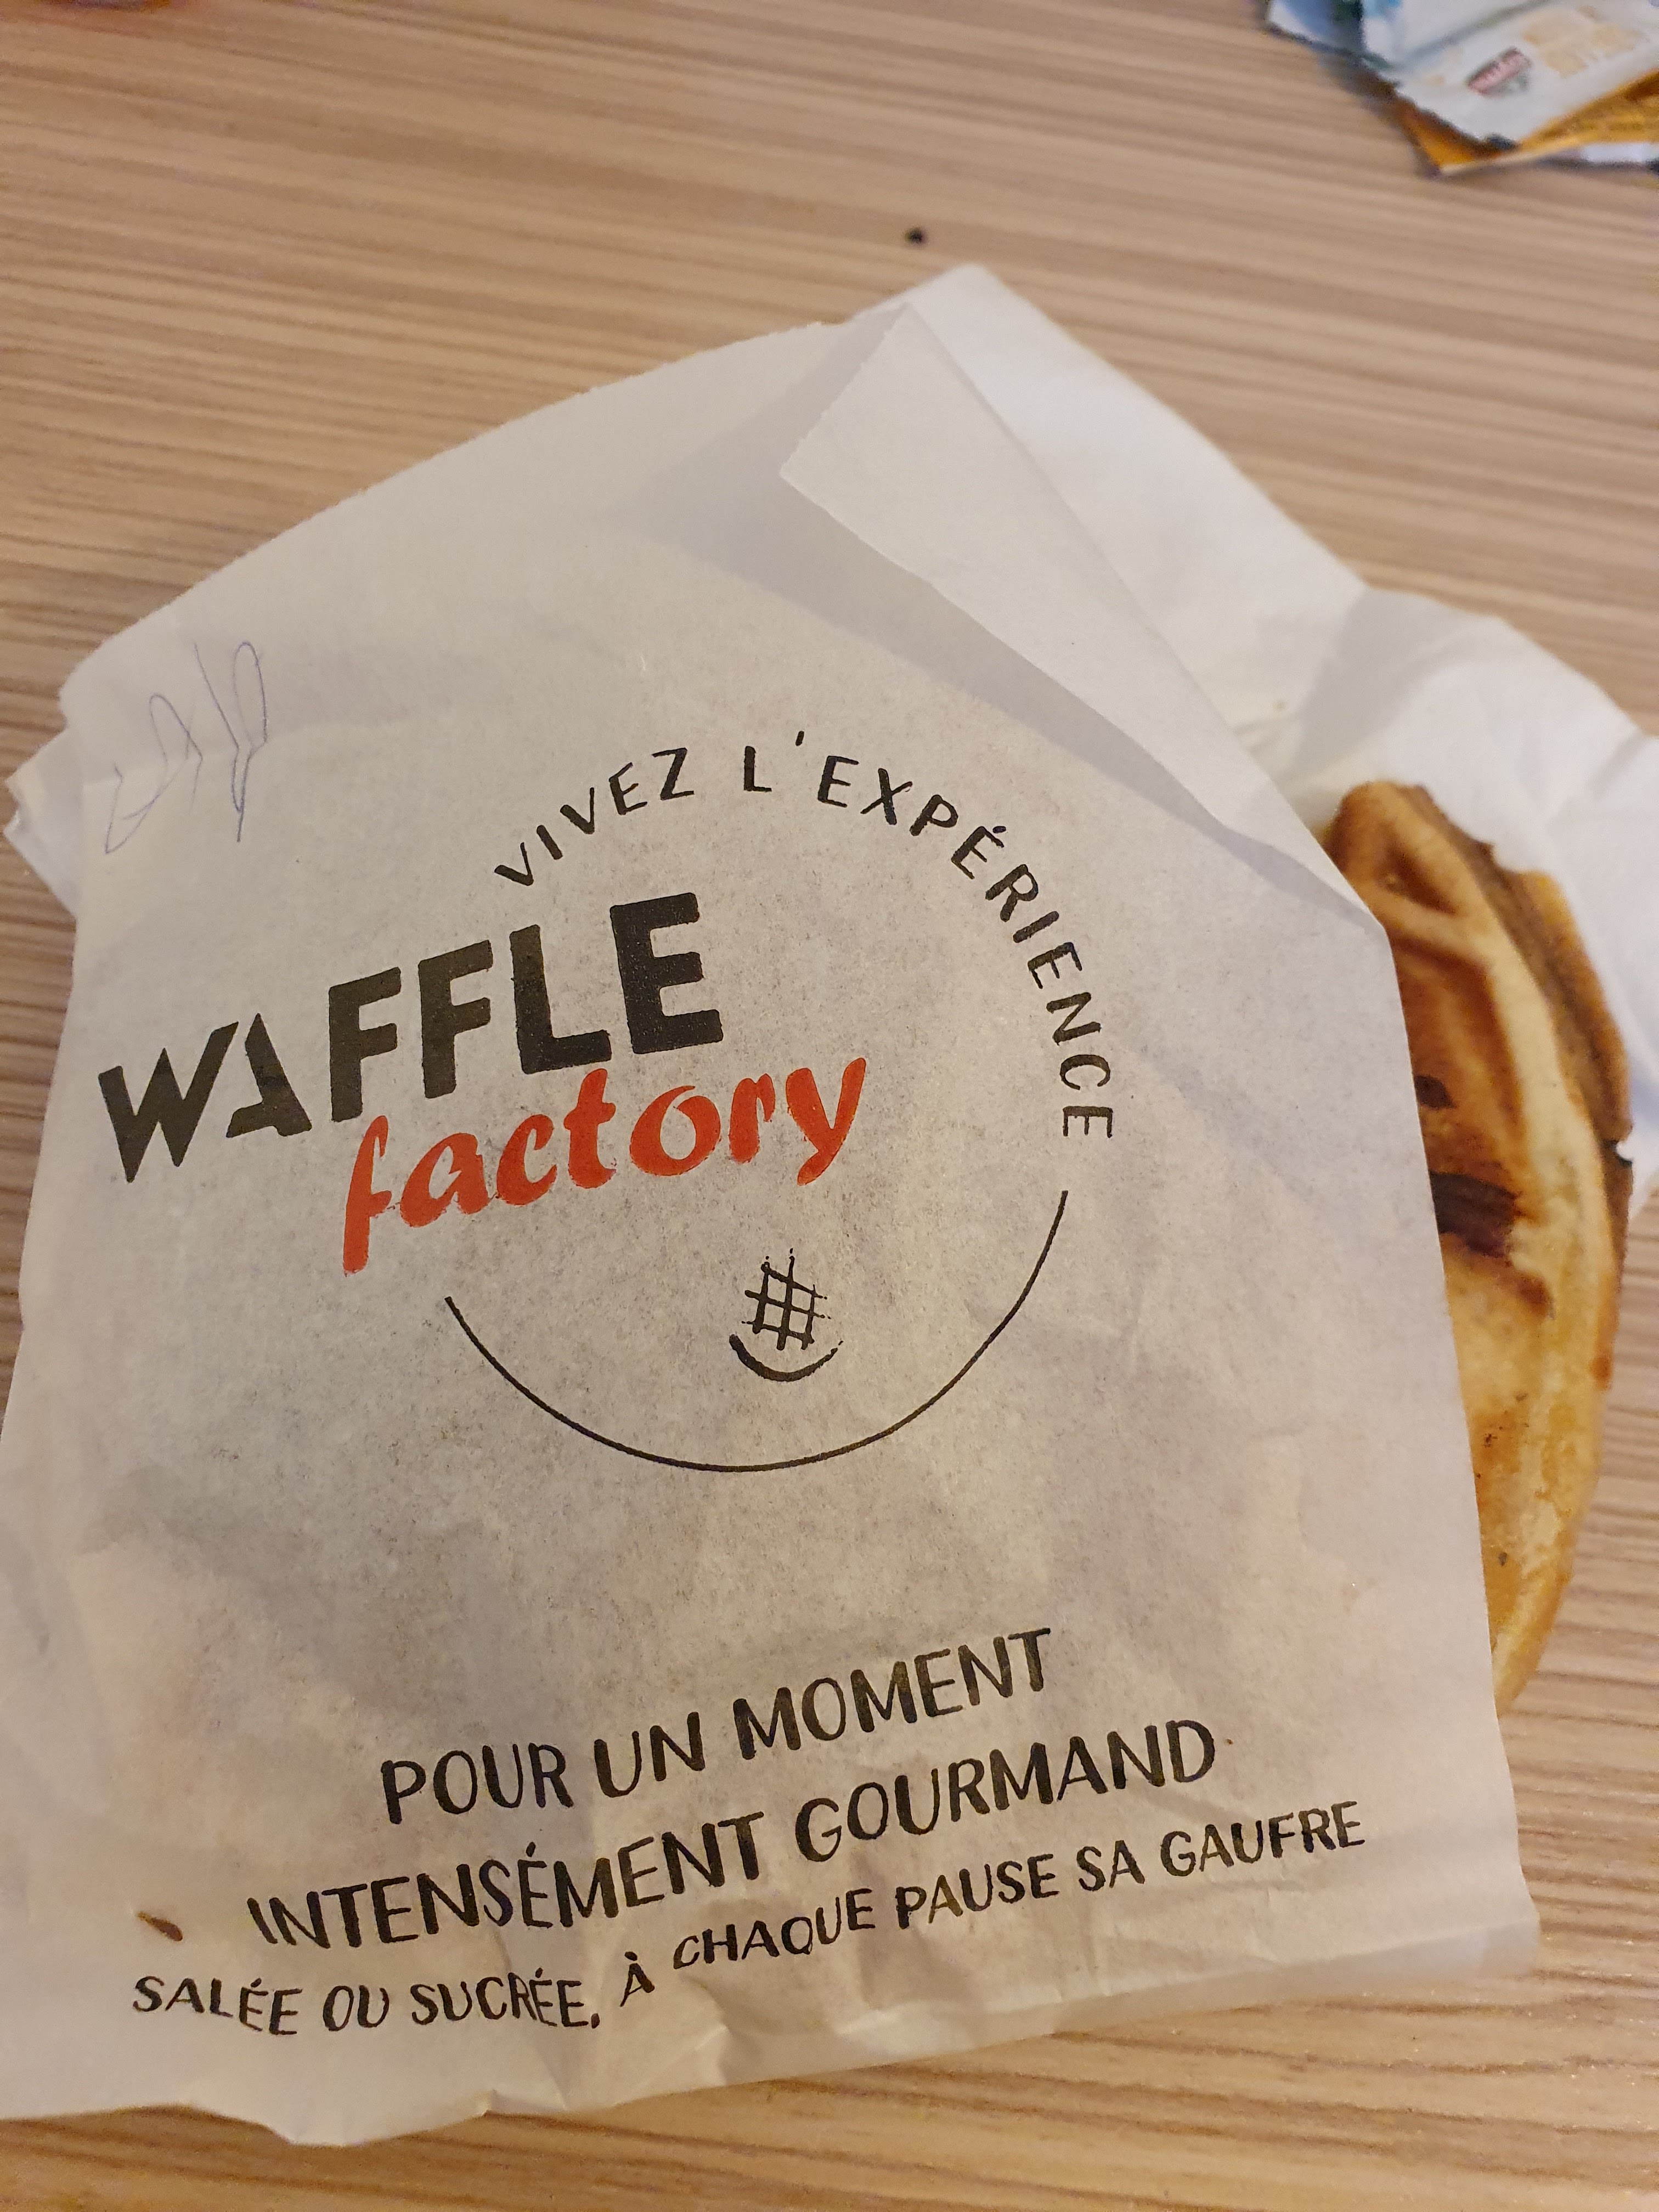 VIVEZ L'EXPÉRIENCE
WAFFLE
factory
POUR UN MOMENT
INTENSÉMENT GOURMAND
SALÉE OU SUCRÉE, À CHAQUE PAUSE SA GAUFRE